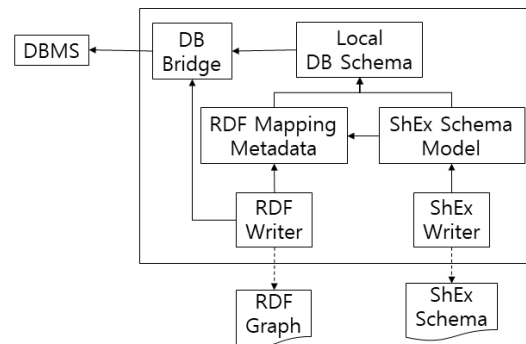 DBMS
DB
Bridge
Local
DB Schema
RDF Mapping
Metadata
ShEx Schema
Model
RDF
Writer
ShEx
Writer
RDF
Graph
ShEx
Schema